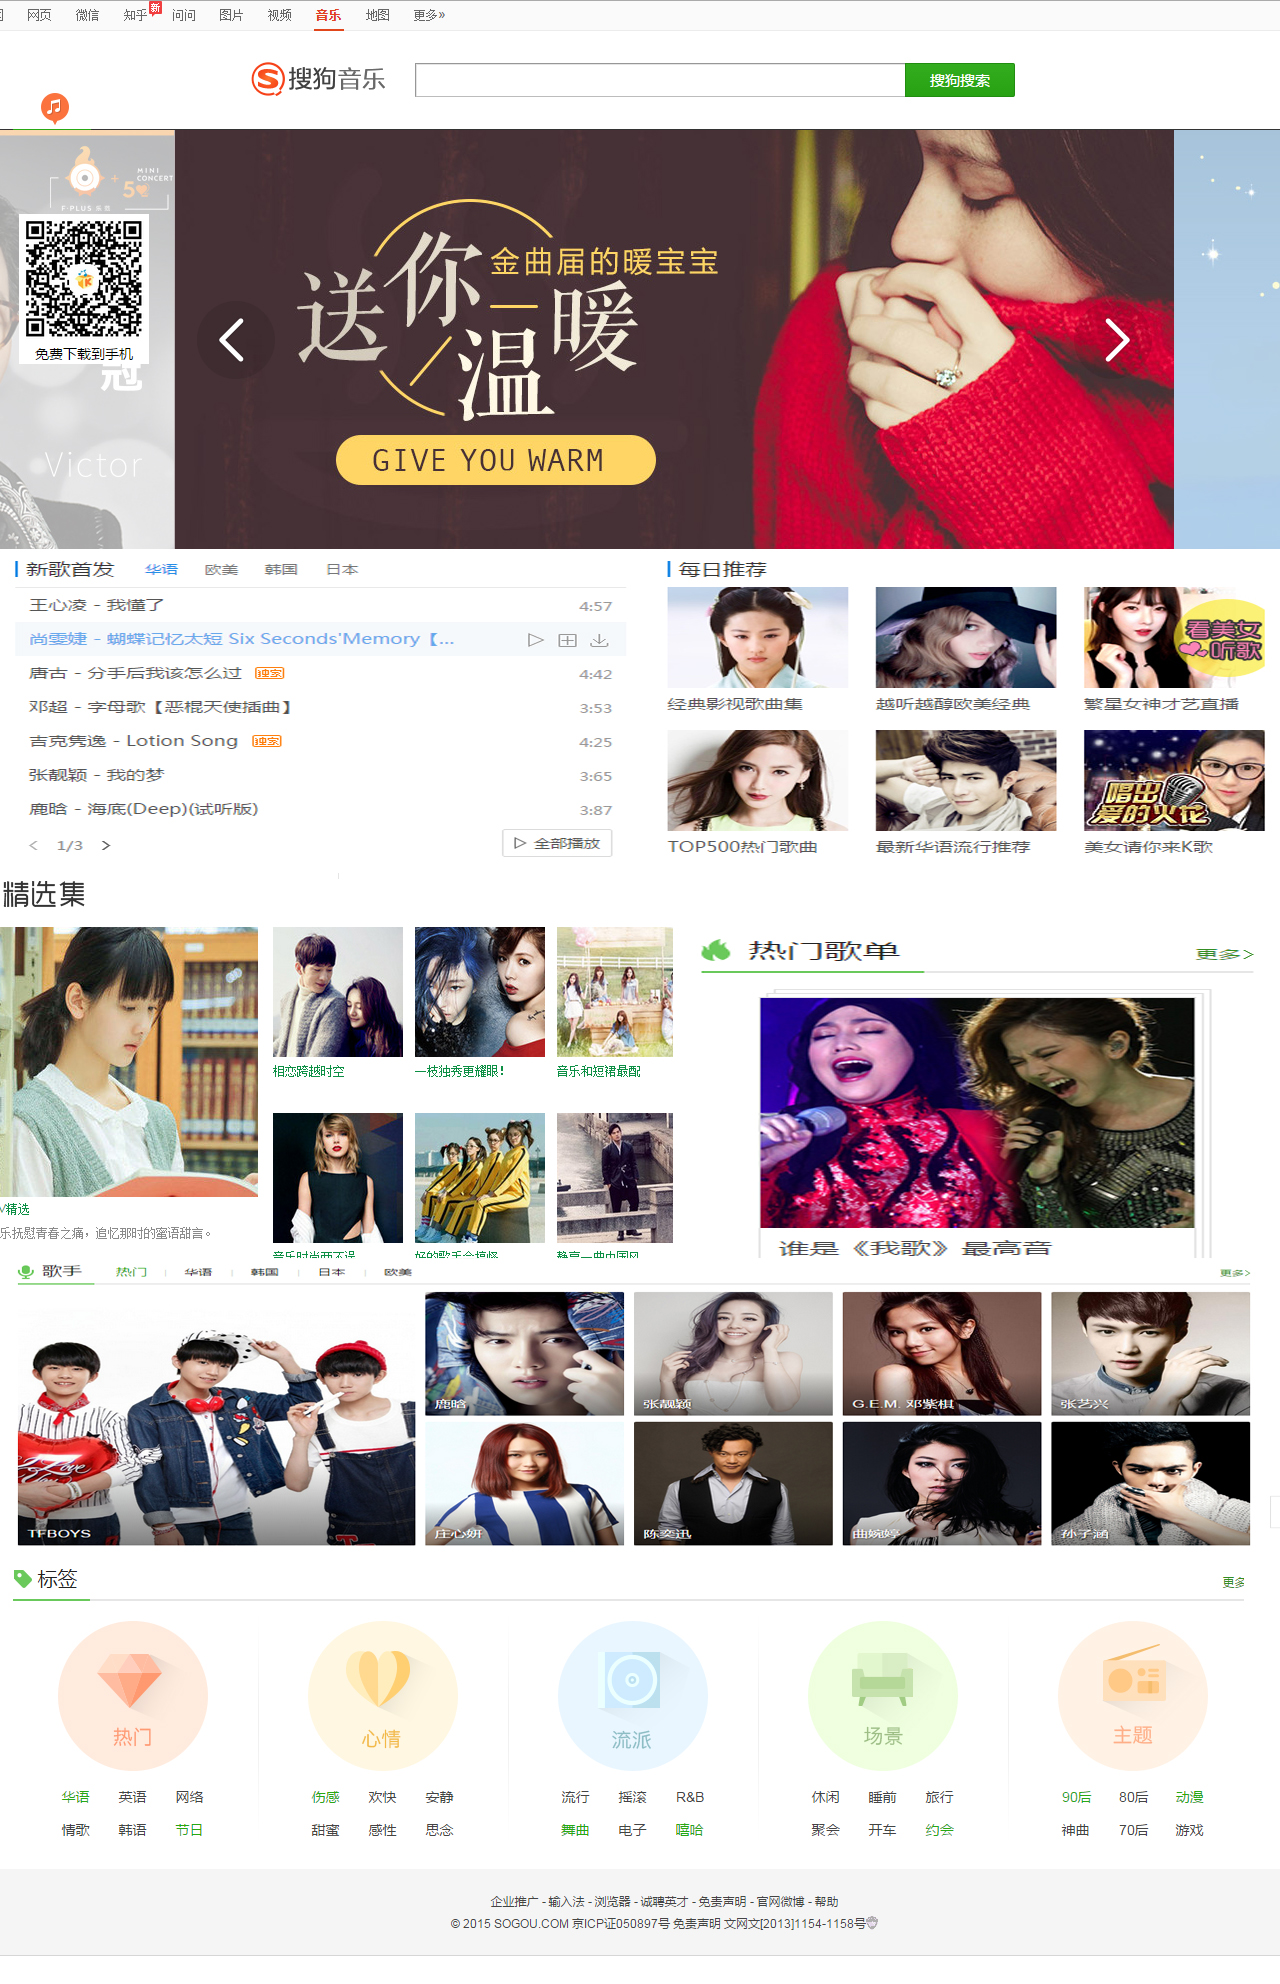 网页 微信 知乎 新 问问 图片 视频 音乐 地图 更多»
搜狗音乐 搜狗搜索
MINI CONCERT
F-PLUS
免费下载到手机
冠
Victor
送你温暖
金曲届的暖宝宝
GIVE YOU WARM
新歌首发 华语 欧美 韩国 日本
王心凌 - 我懂了 4:57
尚雯婕 - 蝴蝶记忆太短 Six Seconds'Memory【...
唐古 - 分手后我该怎么过 独家 4:42
邓超 - 字母歌【恶棍天使插曲】 3:53
吉克隽逸 - Lotion Song 独家 4:25
张靓颖 - 我的梦 3:65
鹿晗 - 海底(Deep)(试听版) 3:87
< 1/3 > 全部播放
每日推荐
看美女听歌
经典影视歌曲集 越听越醇欧美经典 繁星女神才艺直播
唱出爱的火花
TOP500热门歌曲 最新华语流行推荐 美女请你来K歌
精选集
相恋跨越时空 一枝独秀更耀眼! 音乐和短裙最配
V精选
乐抚慰青春之痛，追忆那时的蜜语甜言。
音乐时尚两不误 好的歌手会搞怪 静享一曲中国风
热门歌单 更多>
谁是《我歌》最高音
歌手 热门 华语 韩国 日本 欧美 更多>
鹿晗 张靓颖 G.E.M. 邓紫棋 张艺兴
TFBOYS 庄心妍 陈奕迅 曲婉婷 孙子涵
标签 更多
热门 心情 流派 场景 主题
华语 英语 网络 伤感 欢快 安静 流行 摇滚 R&B 休闲 睡前 旅行 90后 80后 动漫
情歌 韩语 节日 甜蜜 感性 思念 舞曲 电子 嘻哈 聚会 开车 约会 神曲 70后 游戏
企业推广 - 输入法 - 浏览器 - 诚聘英才 - 免责声明 - 官网微博 - 帮助
© 2015 SOGOU.COM 京ICP证050897号 免责声明 文网文[2013]1154-1158号